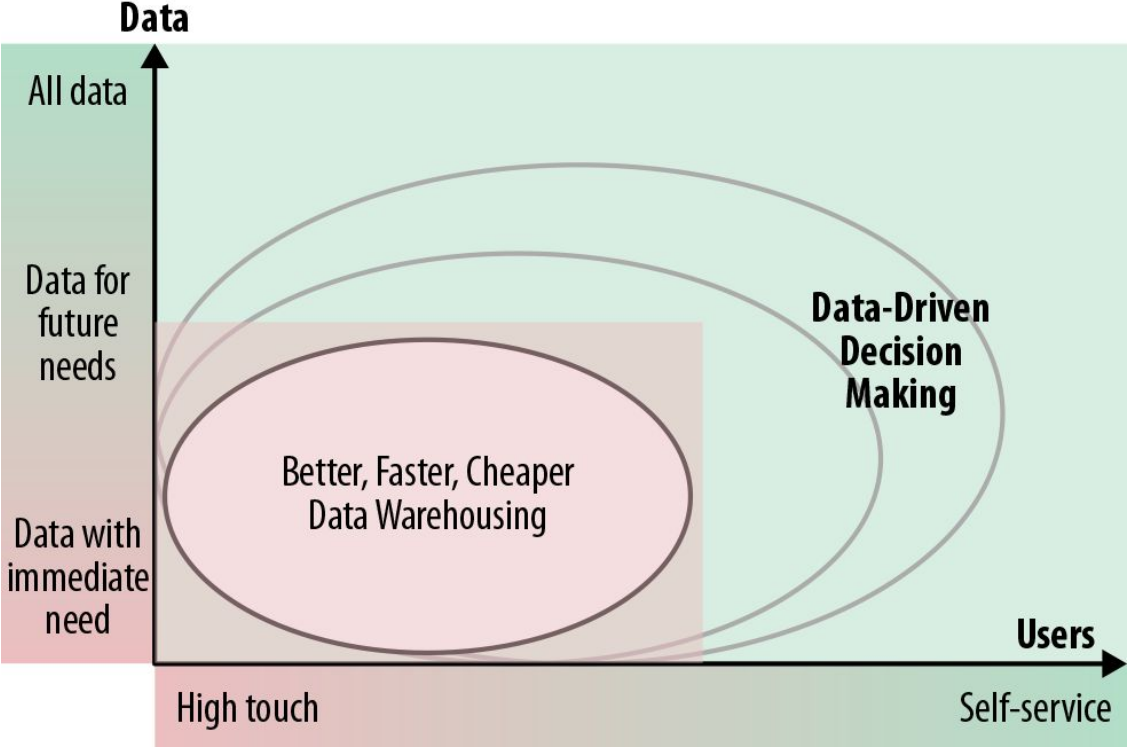 Data
All data
Data for
future
needs
Data-Driven
Decision
Making
Better, Faster, Cheaper
Data Warehousing
Data with
immediate
need
Users
High touch
Self-service